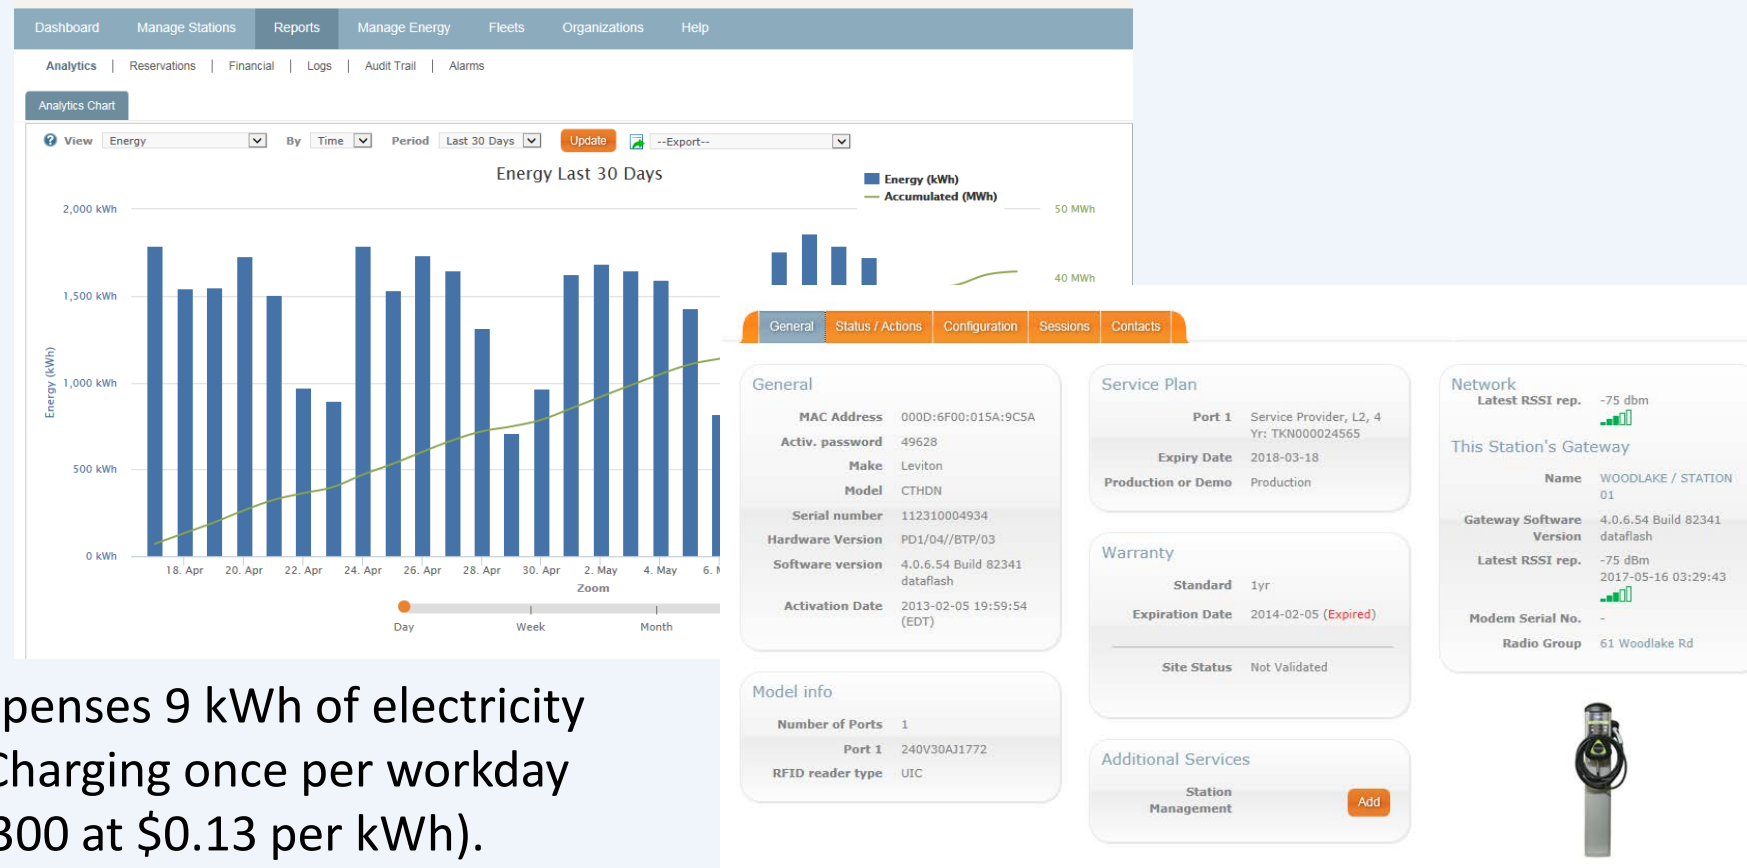 Dashboard Manage Stations Reports Manage Energy Fleets Organizations Help
Analytics | Reservations | Financial | Logs | Audit Trail | Alarms
Analytics Chart
View Energy By Time Period Last 30 Days Update --Export--
Energy Last 30 Days
Energy (kWh)
Accumulated (MWh)
2,000 kWh
1,500 kWh
1,000 kWh
500 kWh
0 kWh
Energy (kWh)
50 MWh
40 MWh
18. Apr 20. Apr 22. Apr 24. Apr 26. Apr 28. Apr 30. Apr 2. May 4. May 6.
Zoom
Day Week Month
General Status / Actions Configuration Sessions Contacts
General
MAC Address 000D:6F00:015A:9C5A
Activ. password 49628
Make Leviton
Model CTHDN
Serial number 112310004934
Hardware Version PD1/04//BTP/03
Software version 4.0.6.54 Build 82341
dataflash
Activation Date 2013-02-05 19:59:54
(EDT)
Model info
Number of Ports 1
Port 1 240V30AJ1772
RFID reader type UIC
Service Plan
Port 1 Service Provider, L2, 4
Yr: TKN000024565
Expiry Date 2018-03-18
Production or Demo Production
Warranty
Standard 1yr
Expiration Date 2014-02-05 (Expired)
Site Status Not Validated
Additional Services
Station
Management Add
Network
Latest RSSI rep. -75 dbm
This Station's Gateway
Name WOODLAKE / STATION
01
Gateway Software 4.0.6.54 Build 82341
Version dataflash
Latest RSSI rep. -75 dBm
2017-05-16 03:29:43
Modem Serial No. -
Radio Group 61 Woodlake Rd
penses 9 kWh of electricity
Charging once per workday
300 at $0.13 per kWh).